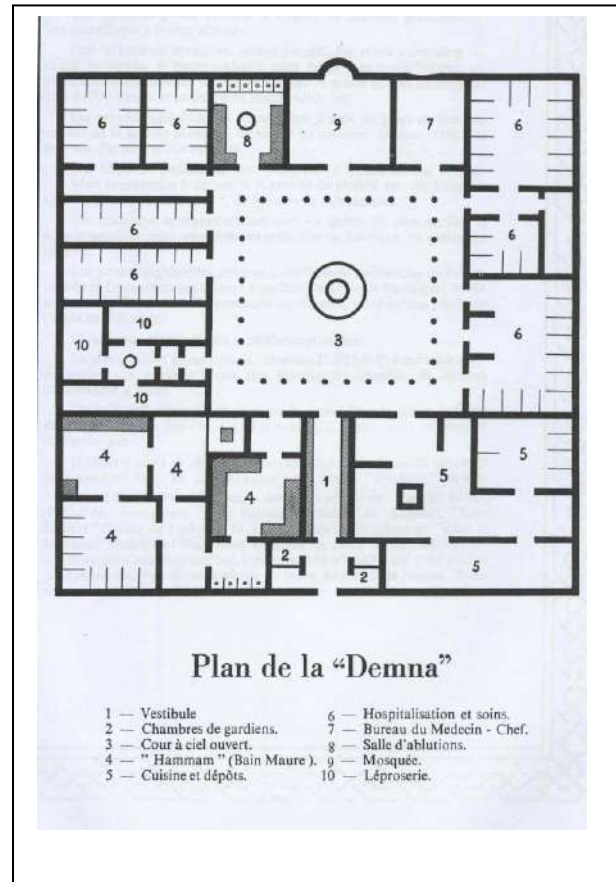 6 6 8 9 7 6
6 6
6
3 6
10 10
10
4 4 4 1 5 5
4 2 2 5
Plan de la “Demna”
1 — Vestibule
2 — Chambres de gardiens.
3 — Cour à ciel ouvert.
4 — ” Hammam ” (Bain Maure).
5 — Cuisine et dépôts.
6 — Hospitalisation et soins.
7 — Bureau du Medecin - Chef.
8 — Salle d'ablutions.
9 — Mosquée.
10 — Léproserie.